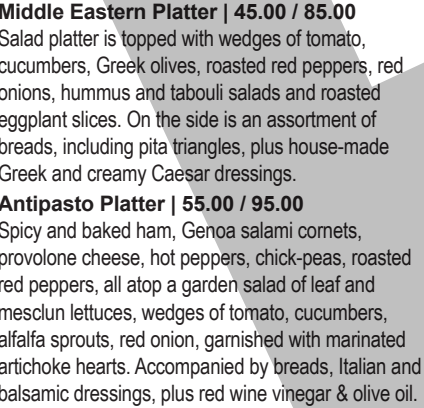 Middle Eastern Platter | 45.00 / 85.00
Salad platter is topped with wedges of tomato,
cucumbers, Greek olives, roasted red peppers, red
onions, hummus and tabouli salads and roasted
eggplant slices. On the side is an assortment of
breads, including pita triangles, plus house-made
Greek and creamy Caesar dressings.
Antipasto Platter | 55.00 / 95.00
Spicy and baked ham, Genoa salami cornets,
provolone cheese, hot peppers, chick-peas, roasted
red peppers, all atop a garden salad of leaf and
mesclun lettuces, wedges of tomato, cucumbers,
alfalfa sprouts, red onion, garnished with marinated
artichoke hearts. Accompanied by breads, Italian and
balsamic dressings, plus red wine vinegar & olive oil.